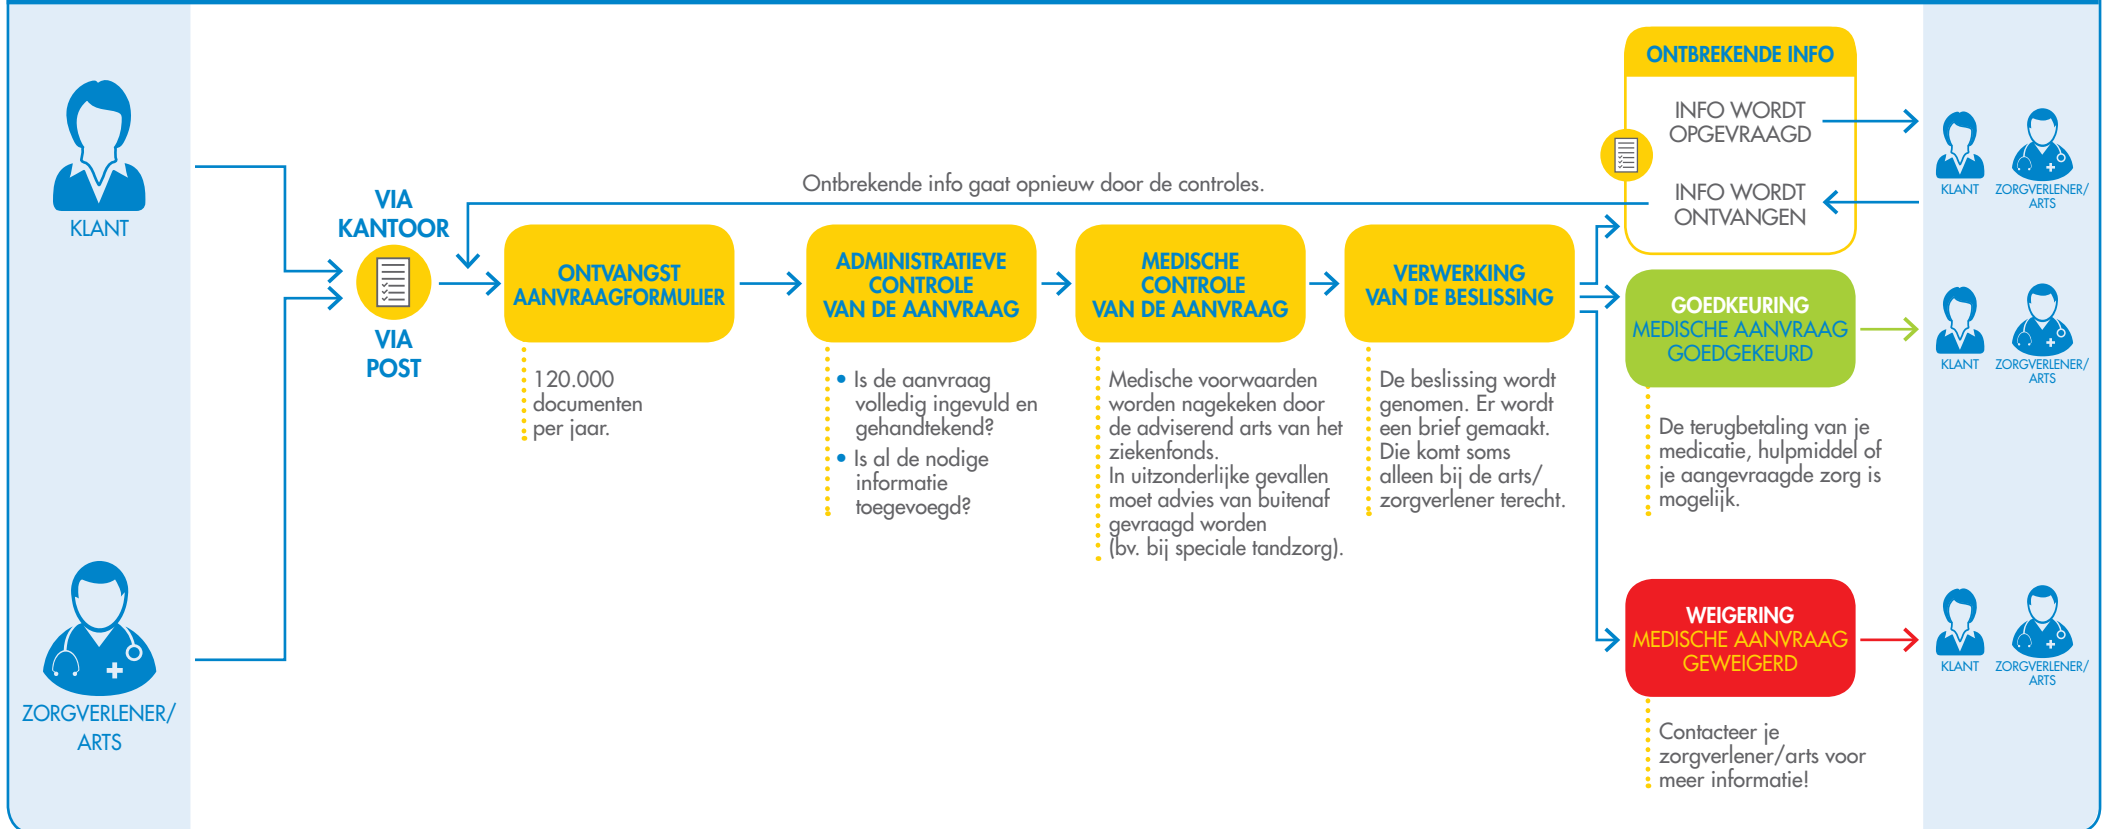 KLANT
ZORGVERLENER/
ARTS
VIA
KANTOOR
VIA
POST
Ontbrekende info gaat opnieuw door de controles.
ONTVANGST
AANVRAAGFORMULIER
120.000
documenten
per jaar.
ADMINISTRATIEVE
CONTROLE
VAN DE AANVRAAG
• Is de aanvraag
volledig ingevuld en
gehandtekend?
• Is al de nodige
informatie
toegevoegd?
MEDISCHE
CONTROLE
VAN DE AANVRAAG
Medische voorwaarden
worden nagekeken door
de adviserend arts van het
ziekenfonds.
In uitzonderlijke gevallen
moet advies van buitenaf
gevraagd worden
(bv. bij speciale tandzorg).
VERWERKING
VAN DE BESLISSING
De beslissing wordt
genomen. Er wordt
een brief gemaakt.
Die komt soms
alleen bij de arts/
zorgverlener terecht.
ONTBREKENDE INFO
INFO WORDT
OPGEVRAAGD
INFO WORDT
ONTVANGEN
KLANT
ZORGVERLENER/
ARTS
GOEDKEURING
MEDISCHE AANVRAAG
GOEDGEKEURD
De terugbetaling van je
medicatie, hulpmiddel of
je aangevraagde zorg is
mogelijk.
KLANT
ZORGVERLENER/
ARTS
WEIGERING
MEDISCHE AANVRAAG
GEWEIGERD
Contacteer je
zorgverlener/arts voor
meer informatie!
KLANT
ZORGVERLENER/
ARTS